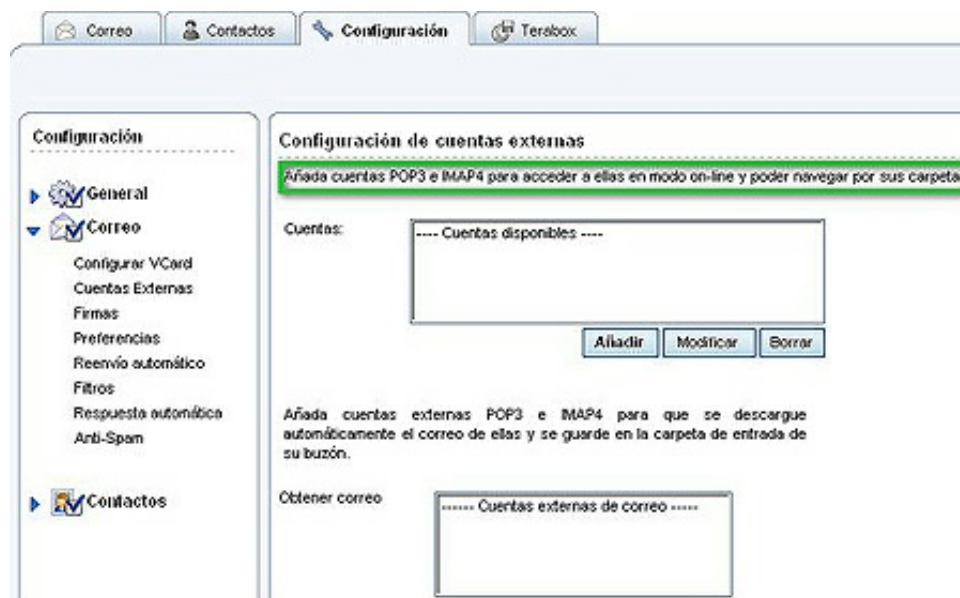 Correo
Contactos
Configuración
Terabox
Configuración
General
Correo
Configurar VCard
Cuentas Externas
Firmas
Preferencias
Reenvío automático
Filtros
Respuesta automática
Anti-Spam
Contactos
Configuración de cuentas externas
Añada cuentas POP3 e IMAP4 para acceder a ellas en modo on-line y poder navegar por sus carpeta
Cuentas:
---- Cuentas disponibles ----
Añadir
Modificar
Borrar
Añada cuentas externas POP3 e IMAP4 para que se descargue
automáticamente el correo de ellas y se guarde en la carpeta de entrada de
su buzón.
Obtener correo
------ Cuentas externas de correo -----